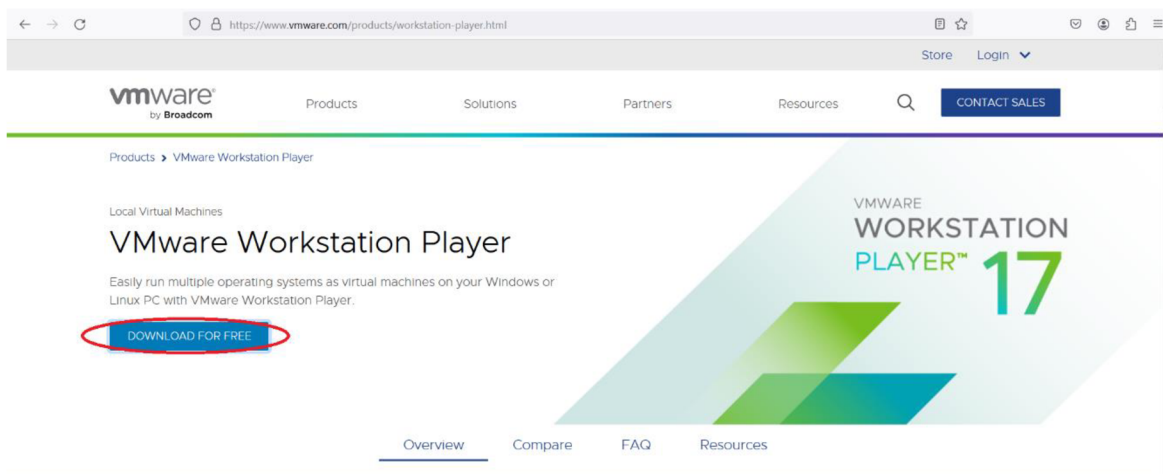 https://www.vmware.com/products/workstation-player.html
Store Login
vmware®
by Broadcom
Products Solutions Partners Resources CONTACT SALES
Products > VMware Workstation Player
Local Virtual Machines
VMware Workstation Player
Easily run multiple operating systems as virtual machines on your Windows or
Linux PC with VMware Workstation Player.
DOWNLOAD FOR FREE
VMWARE
WORKSTATION
PLAYER™ 17
Overview Compare FAQ Resources